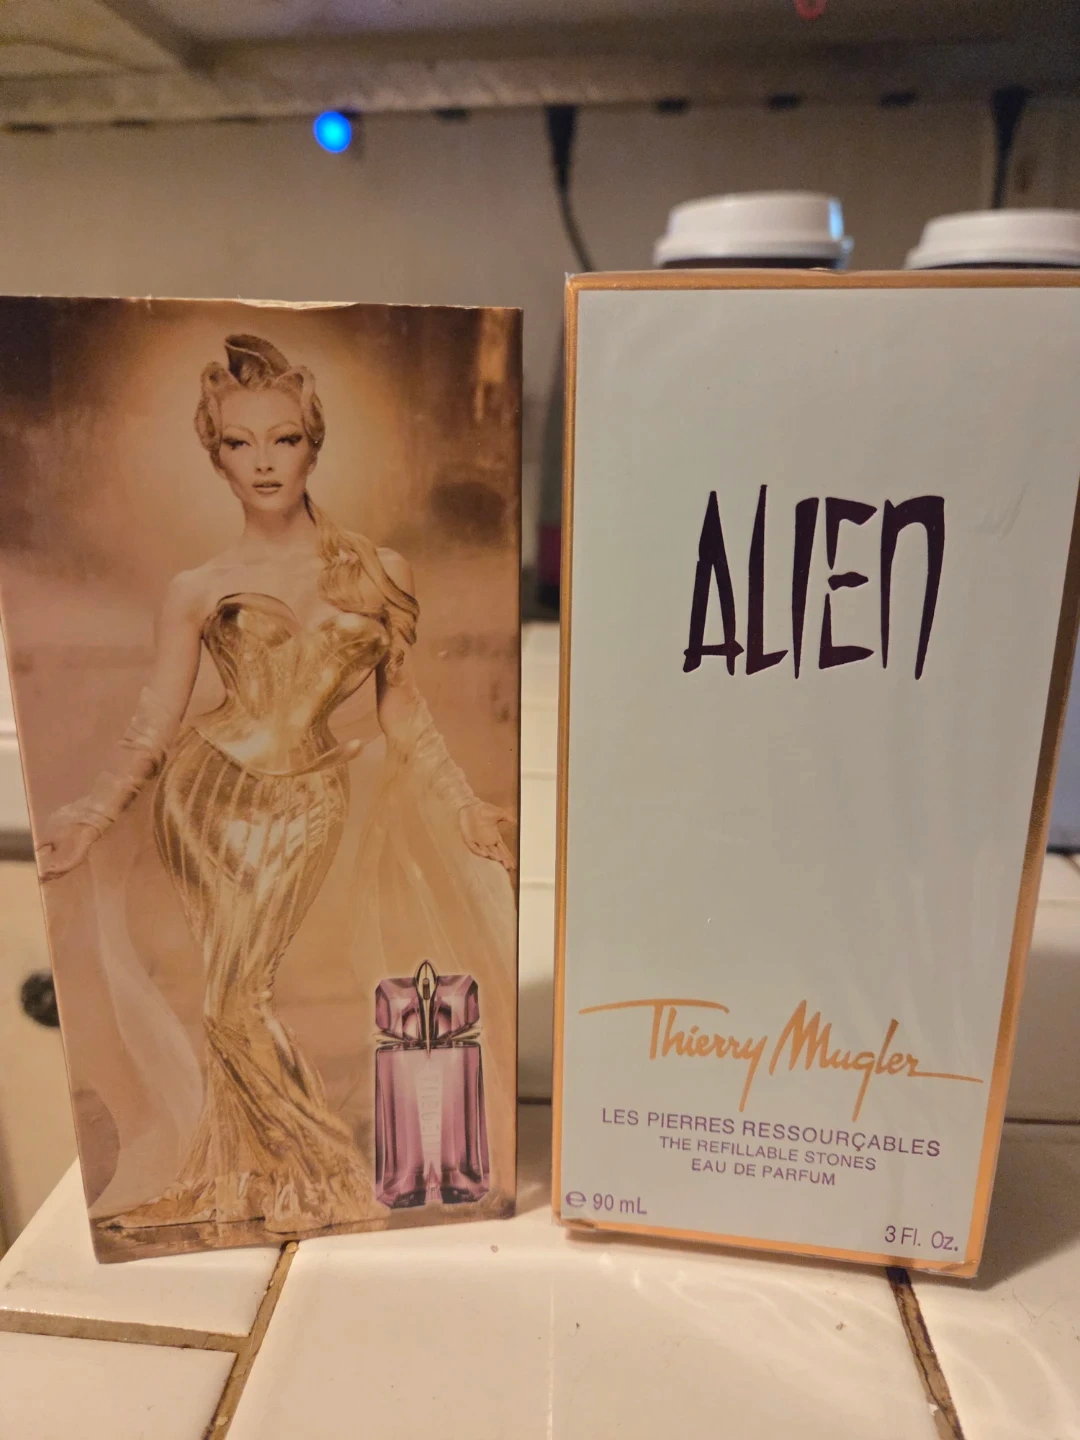 ALIEN
Thierry Mugler
LES PIERRES RESSOURÇABLES
THE REFILLABLE STONES
EAU DE PARFUM
℮ 90 mL
3 Fl. Oz.